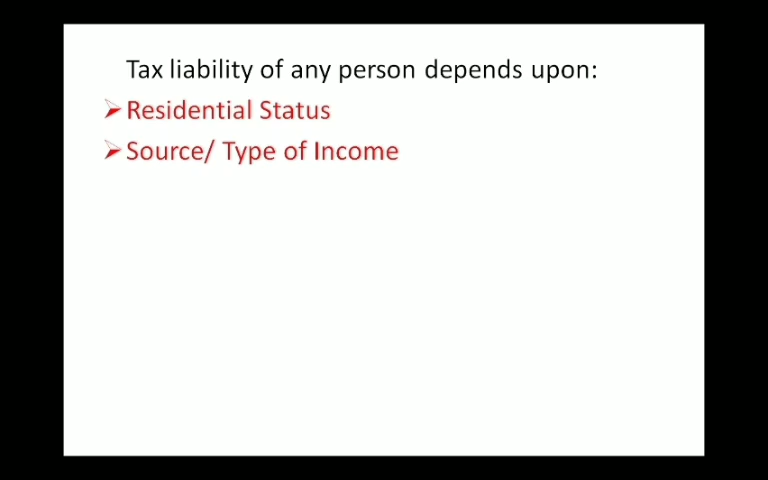 Tax liability of any person depends upon:
Residential Status
Source/ Type of Income